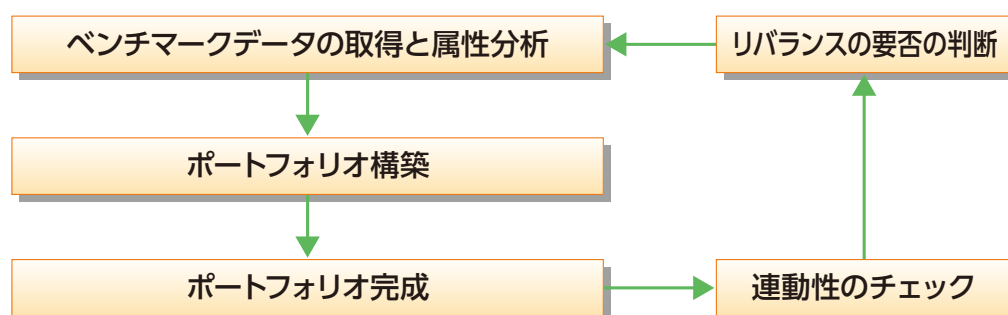 ベンチマークデータの取得と属性分析
リバランスの要否の判断
ポートフォリオ構築
ポートフォリオ完成
連動性のチェック